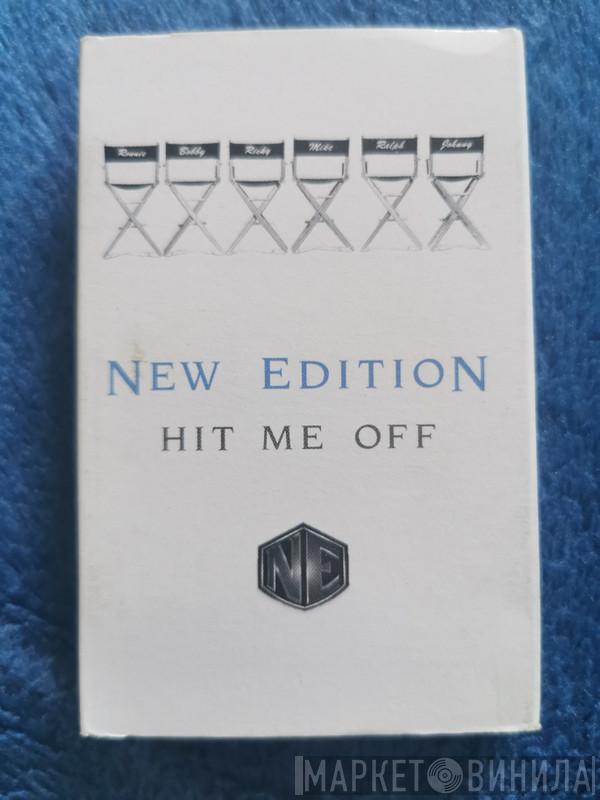 Ronnie Bobby Ricky Mike Ralph Johnny
NEW EDITION
HIT ME OFF
NE
МАРКЕТ ВИНИЛА